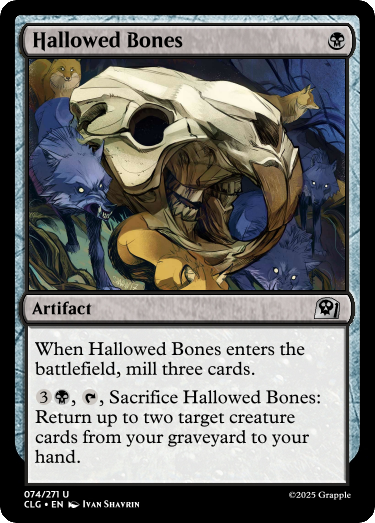 Hallowed Bones
Artifact
When Hallowed Bones enters the
battlefield, mill three cards.
3, , Sacrifice Hallowed Bones:
Return up to two target creature
cards from your graveyard to your
hand.
074/271 U
CLG • EN Ivan Shavrin
©2025 Grapple